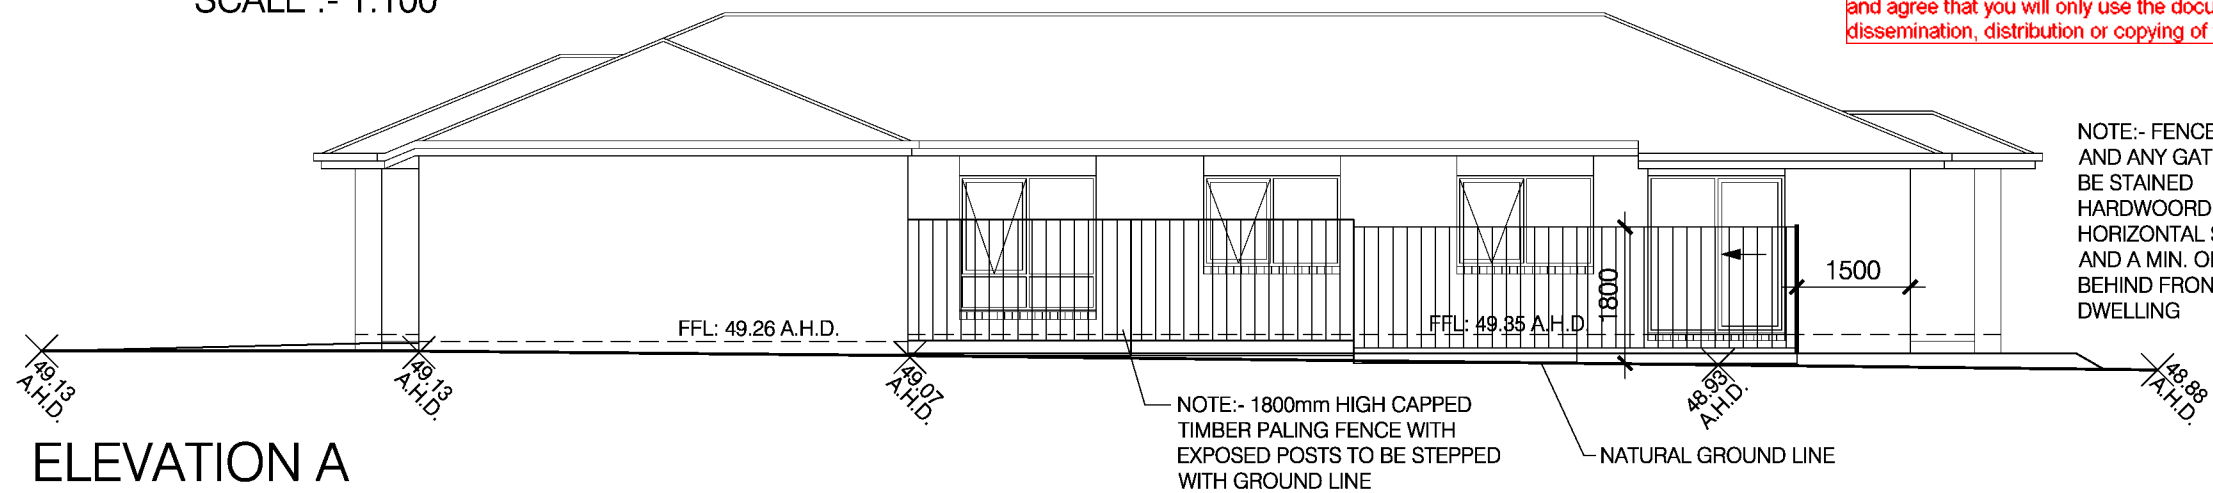 SCALE :- 1:100
and agree that you will only use the docu
dissemination, distribution or copying of
NOTE:- FENCE
AND ANY GAT
BE STAINED
HARDWOORD
HORIZONTAL S
AND A MIN. O
BEHIND FRON
DWELLING
1500
1800
FFL: 49.26 A.H.D.
FFL: 49.35 A.H.D.
49.13
A.H.D.
49.13
A.H.D.
49.07
A.H.D.
48.93
A.H.D.
48.88
A.H.D.
NOTE:- 1800mm HIGH CAPPED
TIMBER PALING FENCE WITH
EXPOSED POSTS TO BE STEPPED
WITH GROUND LINE
NATURAL GROUND LINE
ELEVATION A